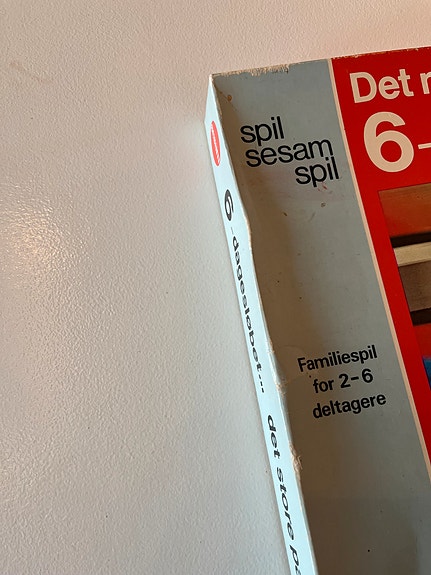 spil
sesam
spil
Det
6-
Familiespil
for 2-6
deltagere
6-dagesløbet... det store